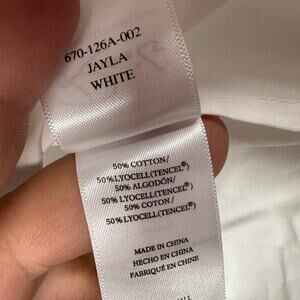 670-126A-002
JAYLA
WHITE
50% COTTON/
50%LYOCELL(TENCEL®)
50% ALGODÓN/
50%LYOCELL(TENCEL®)
50% COTON/
50%LYOCELL(TENCEL®)
MADE IN CHINA
HECHO EN CHINA
FABRIQUÉ EN CHINE